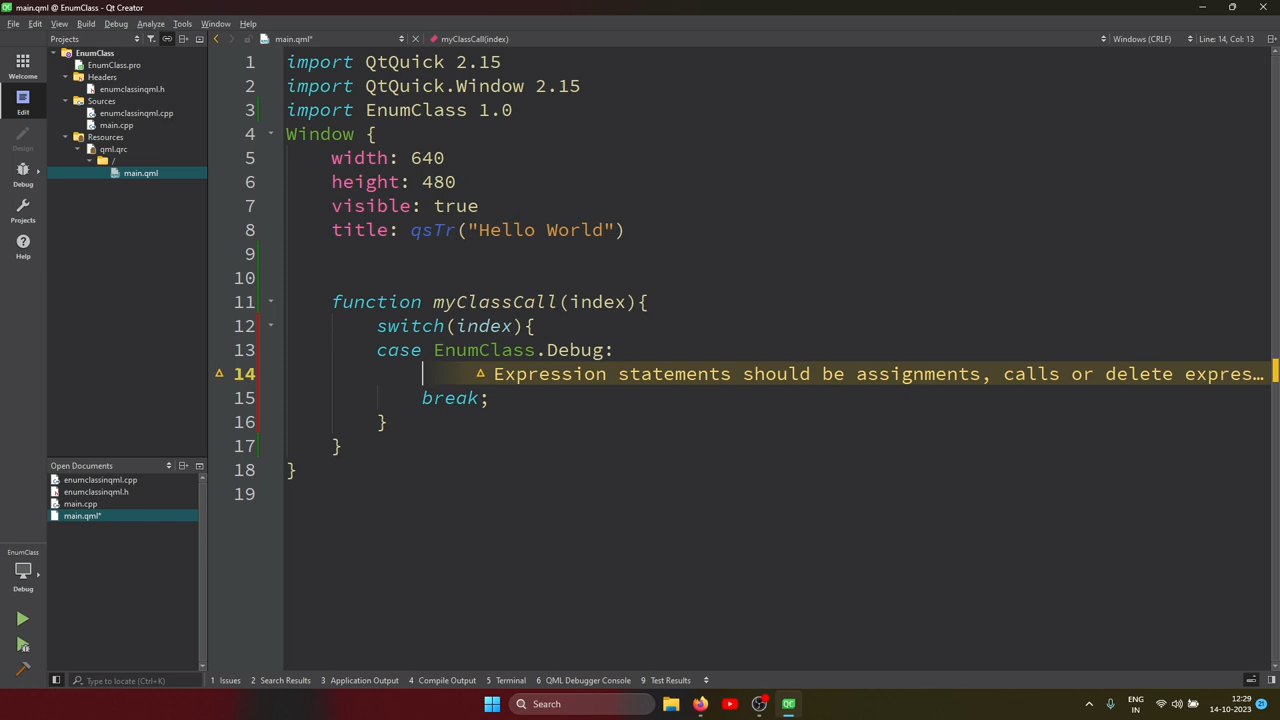 main.qml @ EnumClass - Qt Creator
File Edit View Build Debug Analyze Tools Window Help
Projects
main.qml*
myClassCall(index)
Windows (CRLF)
Line: 14, Col: 13
Welcome
Edit
Design
Debug
Projects
Help
EnumClass
EnumClass.pro
Headers
enumclassinqml.h
Sources
enumclassinqml.cpp
main.cpp
Resources
qml.qrc
/
main.qml
Open Documents
enumclassinqml.cpp
enumclassinqml.h
main.cpp
main.qml*
EnumClass
Debug
1 import QtQuick 2.15
2 import QtQuick.Window 2.15
3 import EnumClass 1.0
4 Window {
5 width: 640
6 height: 480
7 visible: true
8 title: qsTr("Hello World")
9
10
11 function myClassCall(index){
12 switch(index){
13 case EnumClass.Debug:
14 Expression statements should be assignments, calls or delete expres...
15 break;
16 }
17 }
18 }
19
Type to locate (Ctrl+K)
1 Issues 2 Search Results 3 Application Output 4 Compile Output 5 Terminal 6 QML Debugger Console 9 Test Results
QC
Search
ENG
IN
12:29
14-10-2023
21